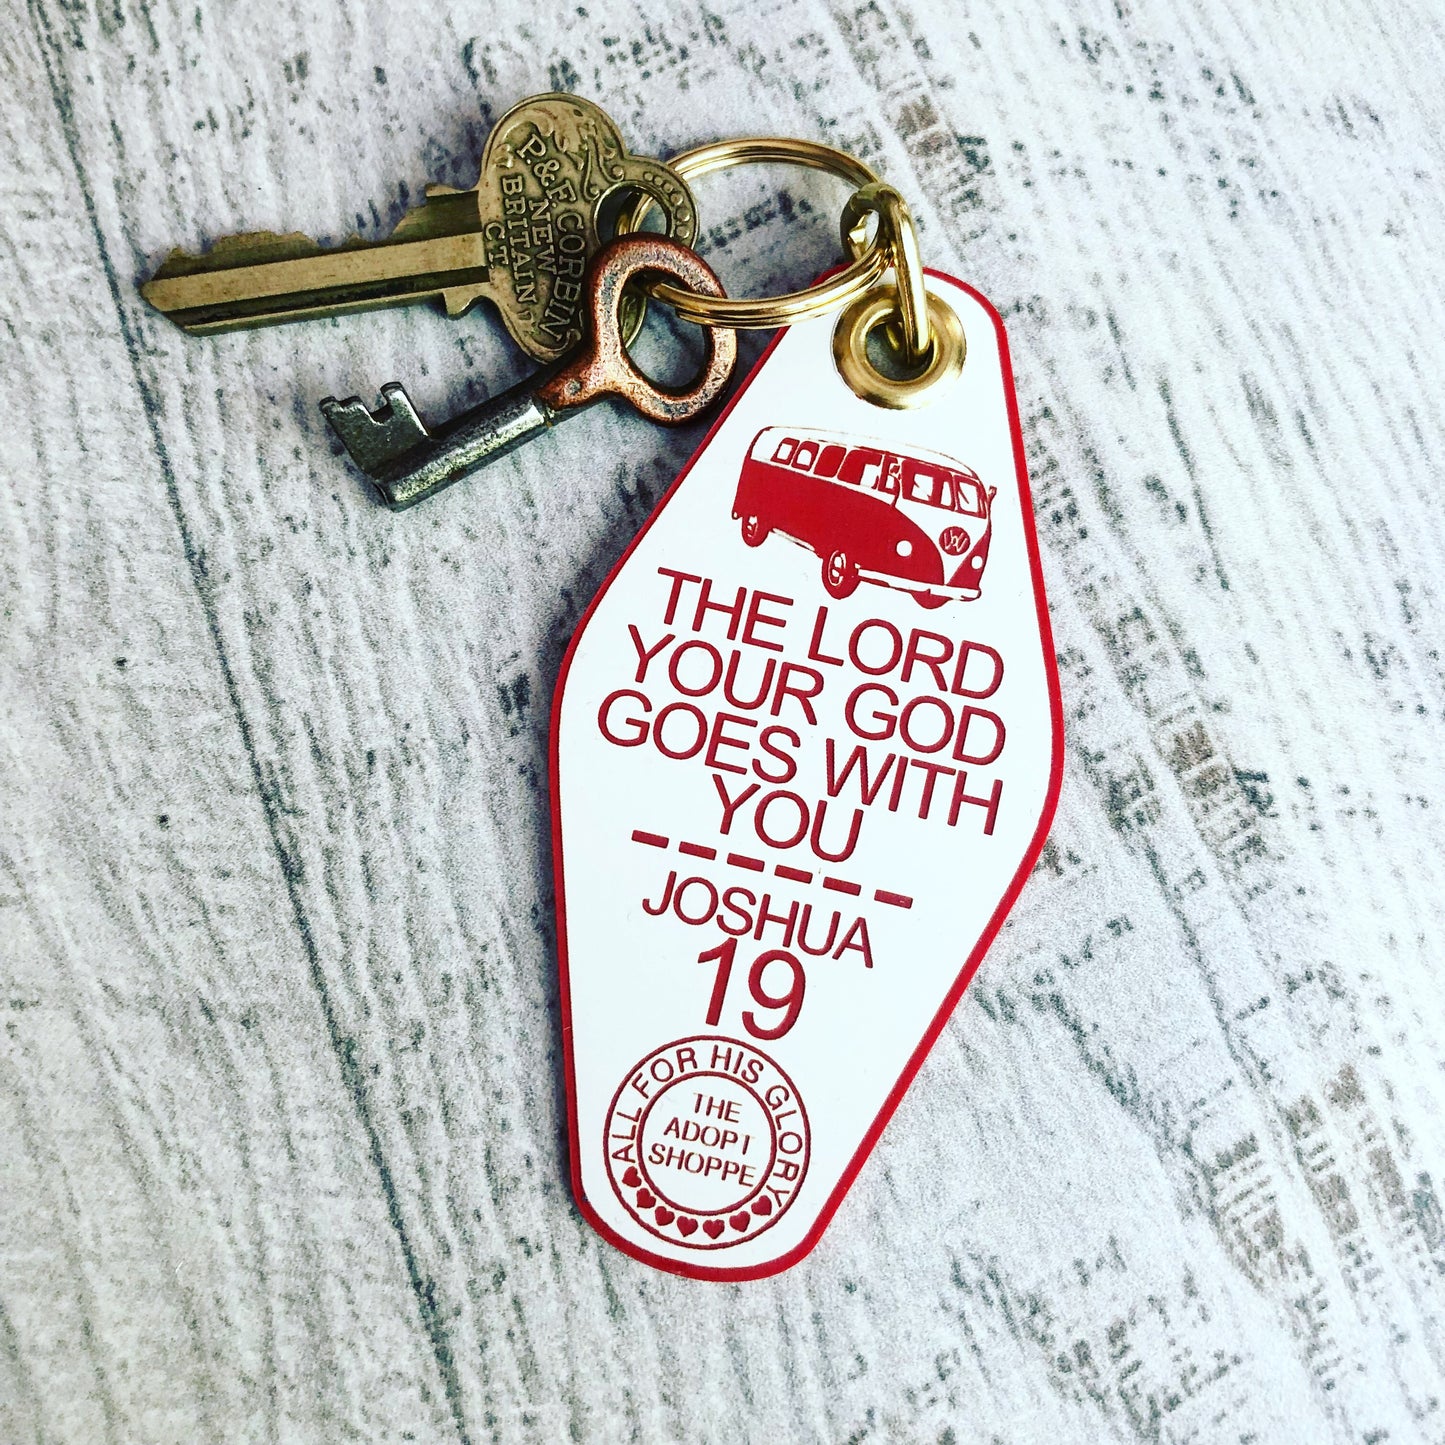 P.&F. CORBIN
NEW
BRITAIN
CT.
THE LORD
YOUR GOD
GOES WITH
YOU
JOSHUA
19
ALL FOR HIS GLORY
THE
ADOPT
SHOPPE